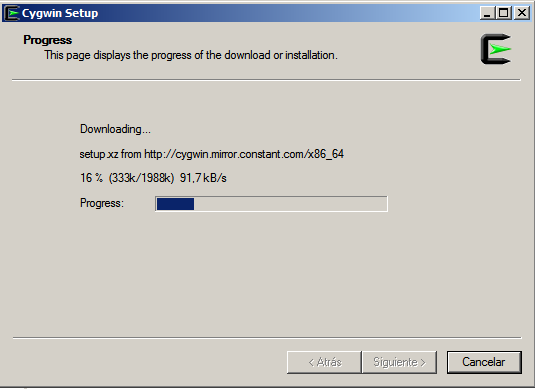 Cygwin Setup
Progress
This page displays the progress of the download or installation.
Downloading...
setup.xz from http://cygwin.mirror.constant.com/x86_64
16 % (333k/1988k) 91,7 kB/s
Progress:
< Atrás Siguiente > Cancelar